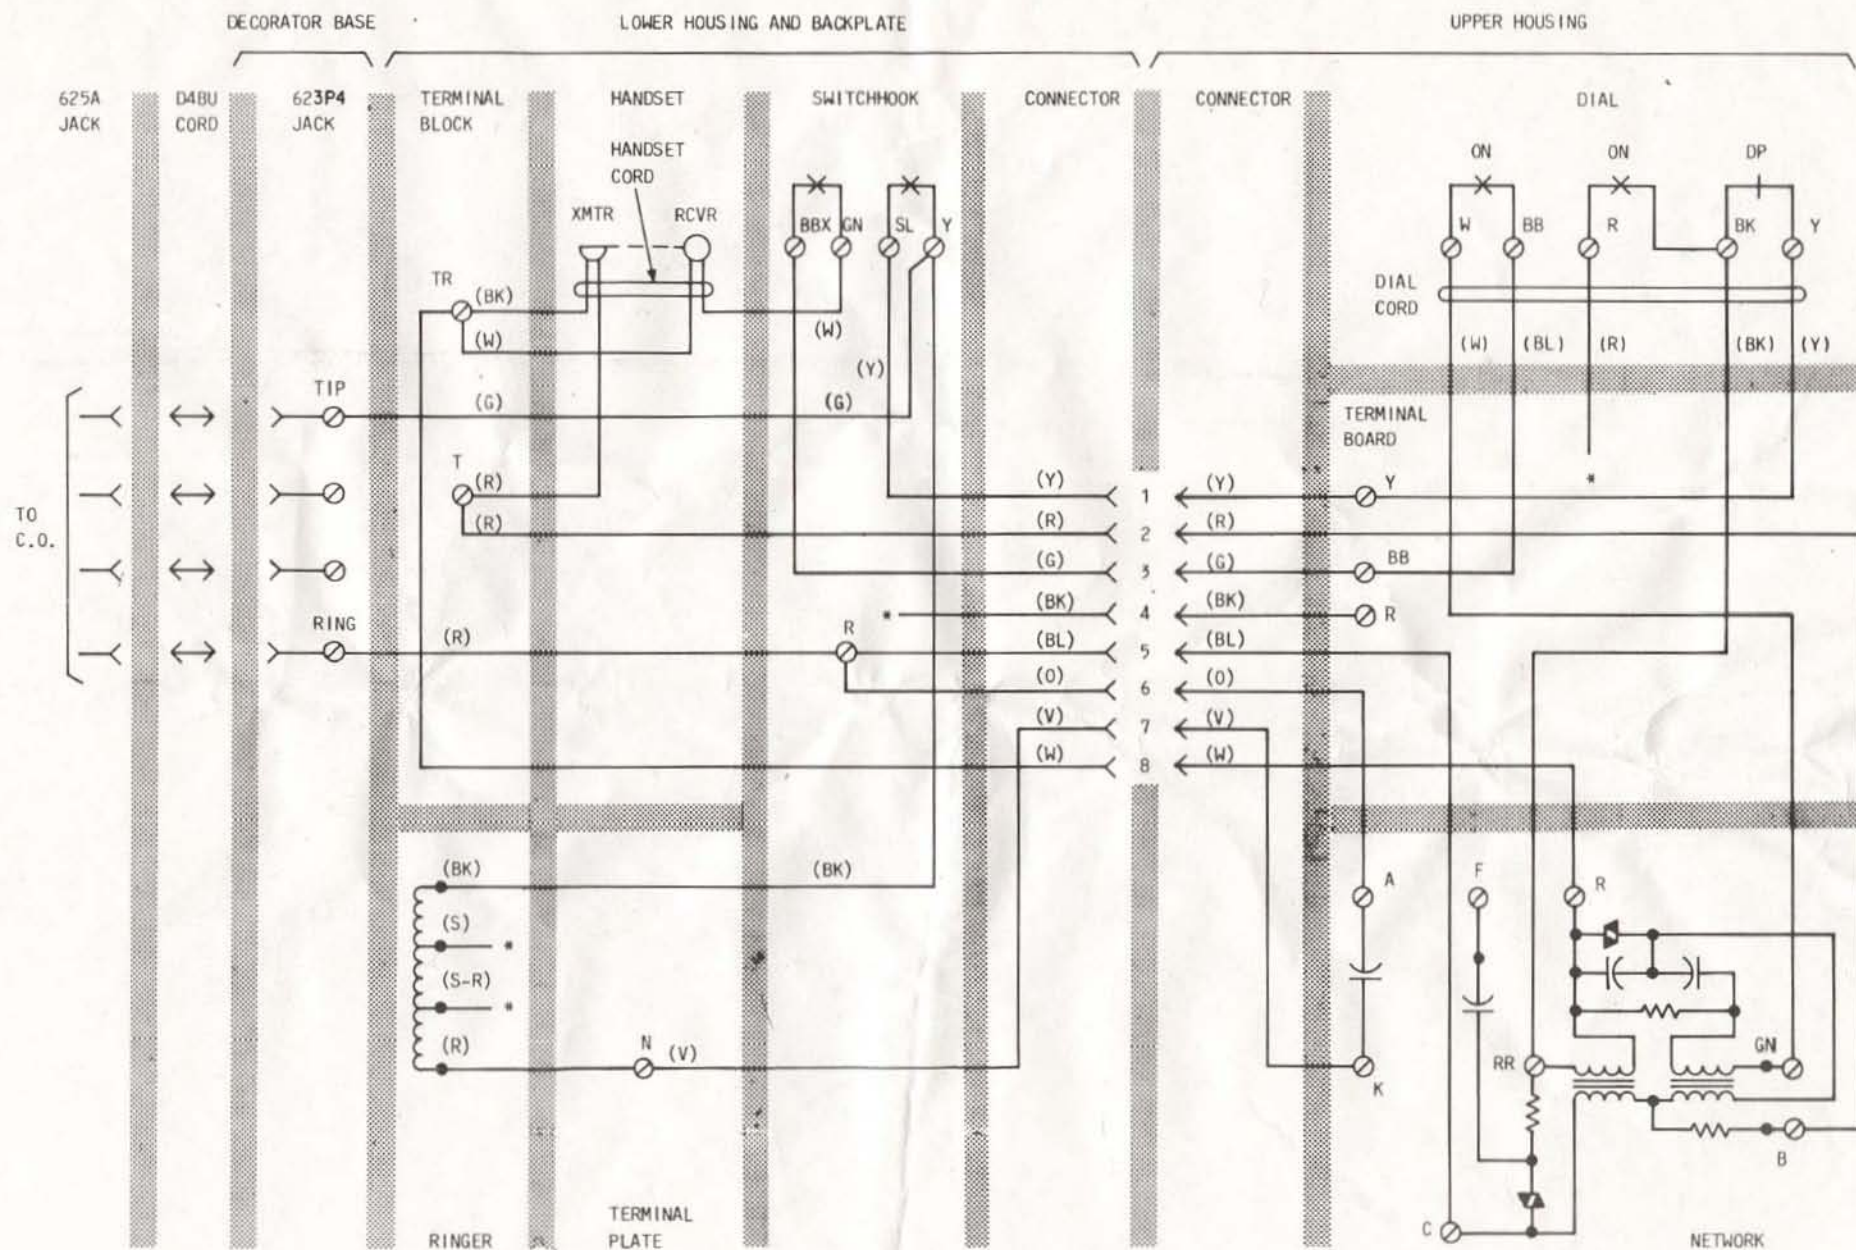 DECORATOR BASE
LOWER HOUSING AND BACKPLATE
UPPER HOUSING
625A
JACK
D4BU
CORD
623P4
JACK
TERMINAL
BLOCK
HANDSET
SWITCHHOOK
CONNECTOR
CONNECTOR
DIAL
HANDSET
CORD
XMTR
RCVR
BBX
GN
SL
Y
ON
ON
DP
W
BB
R
BK
Y
DIAL
CORD
(W)
(BL)
(R)
(BK)
(Y)
TR
(BK)
(W)
(W)
(Y)
TIP
(G)
(G)
TERMINAL
BOARD
*
T
(R)
(R)
(Y)
1
(Y)
Y
(R)
2
(R)
(G)
3
(G)
BB
*
(BK)
4
(BK)
R
TO
C.O.
RING
(R)
R
(BL)
5
(BL)
(O)
6
(O)
(V)
7
(V)
(W)
8
(W)
(BK)
(BK)
(S)
*
(S-R)
*
(R)
N
(V)
A
F
R
K
RR
GN
B
C
RINGER
TERMINAL
PLATE
NETWORK